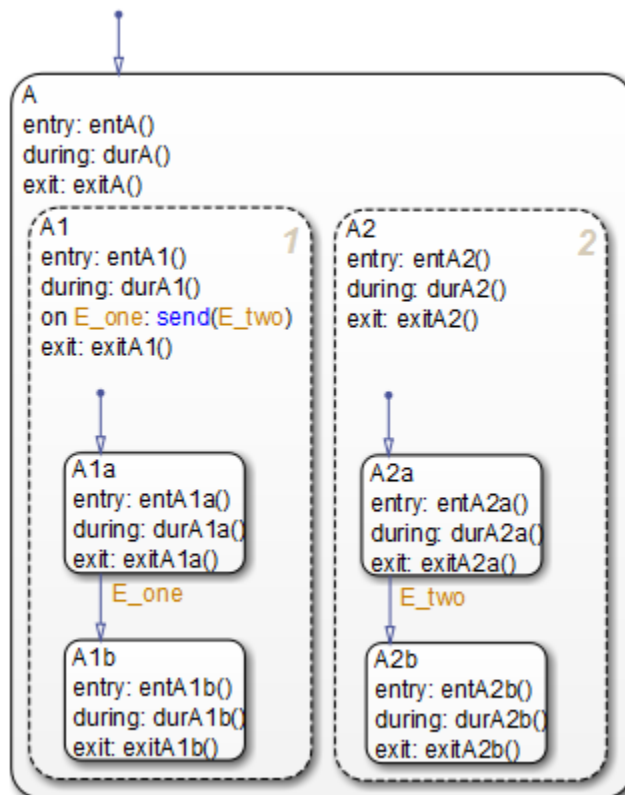 A
entry: entA()
during: durA()
exit: exitA()
A1
1
entry: entA1()
during: durA1()
on E_one: send(E_two)
exit: exitA1()
A1a
entry: entA1a()
during: durA1a()
exit: exitA1a()
E_one
A1b
entry: entA1b()
during: durA1b()
exit: exitA1b()
A2
2
entry: entA2()
during: durA2()
exit: exitA2()
A2a
entry: entA2a()
during: durA2a()
exit: exitA2a()
E_two
A2b
entry: entA2b()
during: durA2b()
exit: exitA2b()